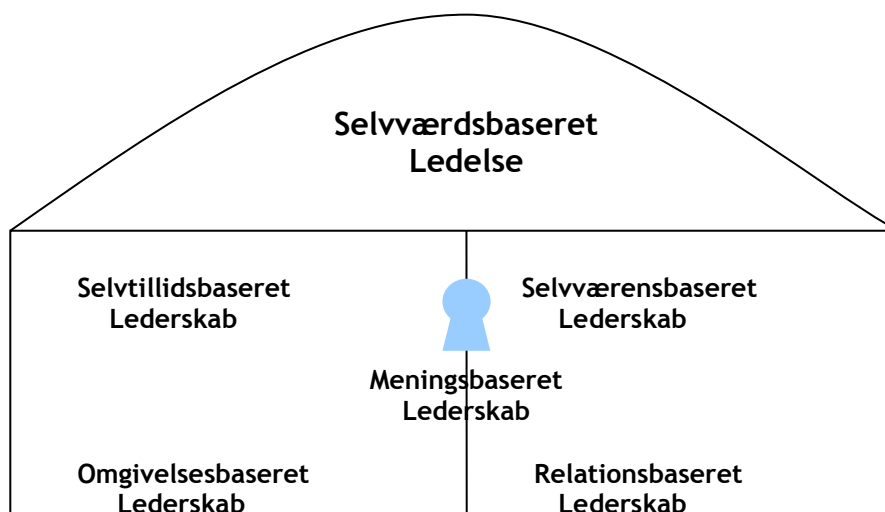 Selvværdsbaseret
Ledelse
Selvtillidsbaseret
Lederskab
Selvværensbaseret
Lederskab
Meningsbaseret
Lederskab
Omgivelsesbaseret
Lederskab
Relationsbaseret
Lederskab